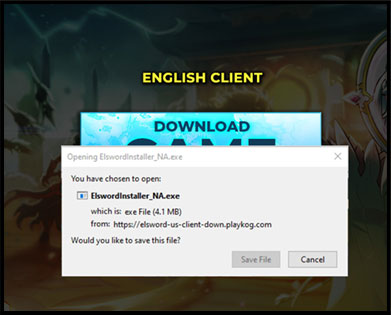 ENGLISH CLIENT
DOWNLOAD
GAME
Opening ElswordInstaller_NA.exe
You have chosen to open:
ElswordInstaller_NA.exe
which is: exe File (4.1 MB)
from: https://elsword-us-client-down.playkog.com
Would you like to save this file?
Save File
Cancel